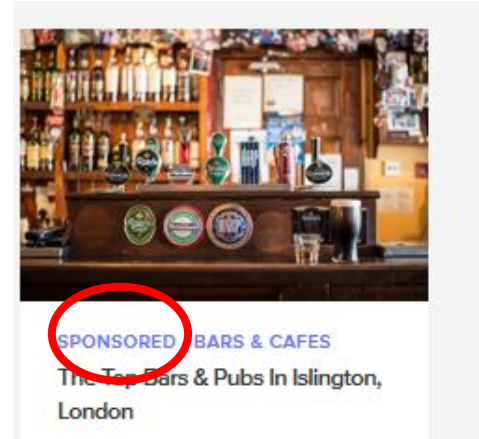 SPONSORED BARS & CAFES
The Top Bars & Pubs In Islington,
London